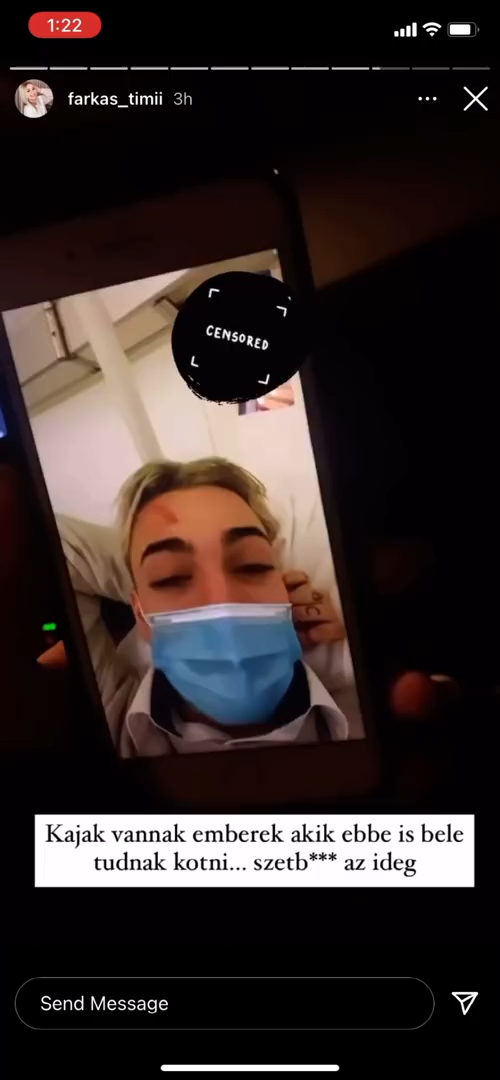 1:22
farkas_timii 3h
CENSORED
Kajak vannak emberek akik ebbe is bele
tudnak kotni... szetb*** az ideg
Send Message